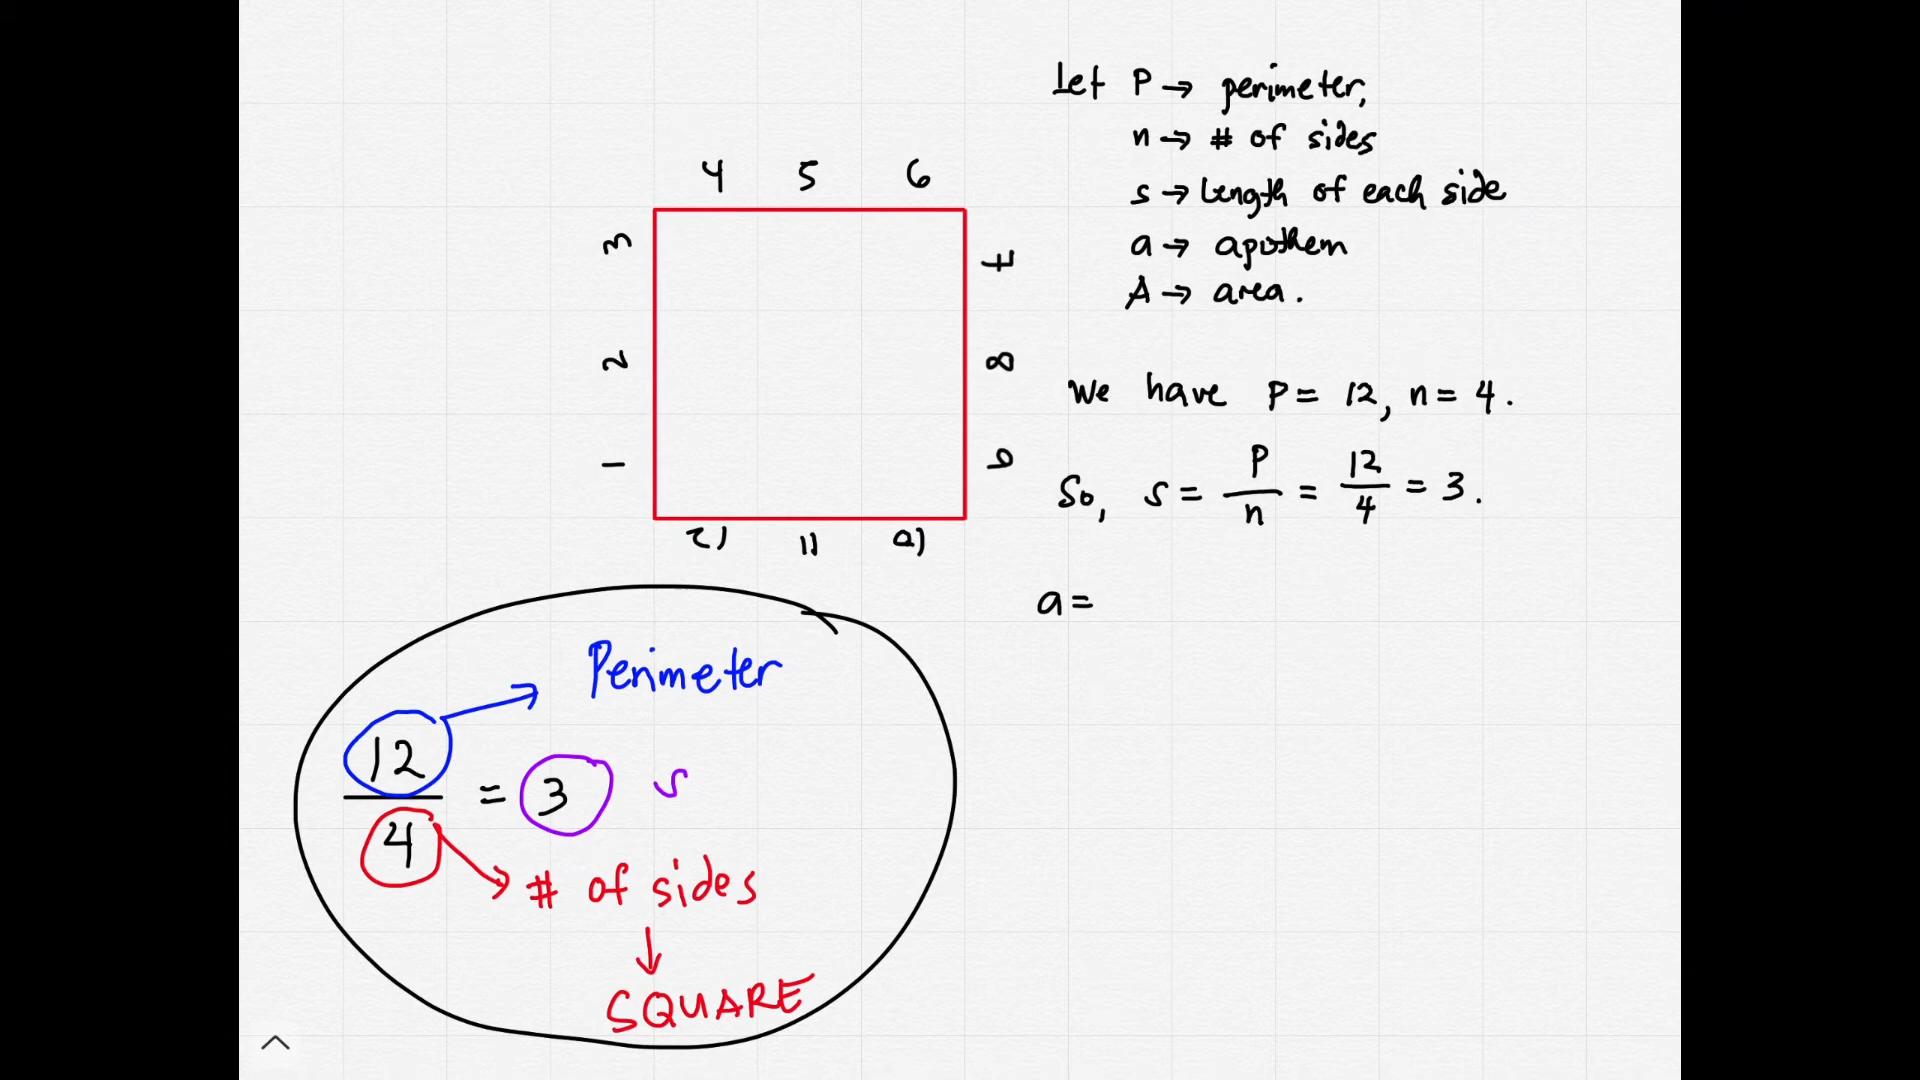 Let P → perimeter,
n → # of sides
s → length of each side
a → apothem
A → area.
4 5 6
3
2
1
7
8
9
12 11 10
We have P = 12, n = 4.
So, s = P/n = 12/4 = 3.
a =
Perimeter
12/4 = 3 s
# of sides
SQUARE